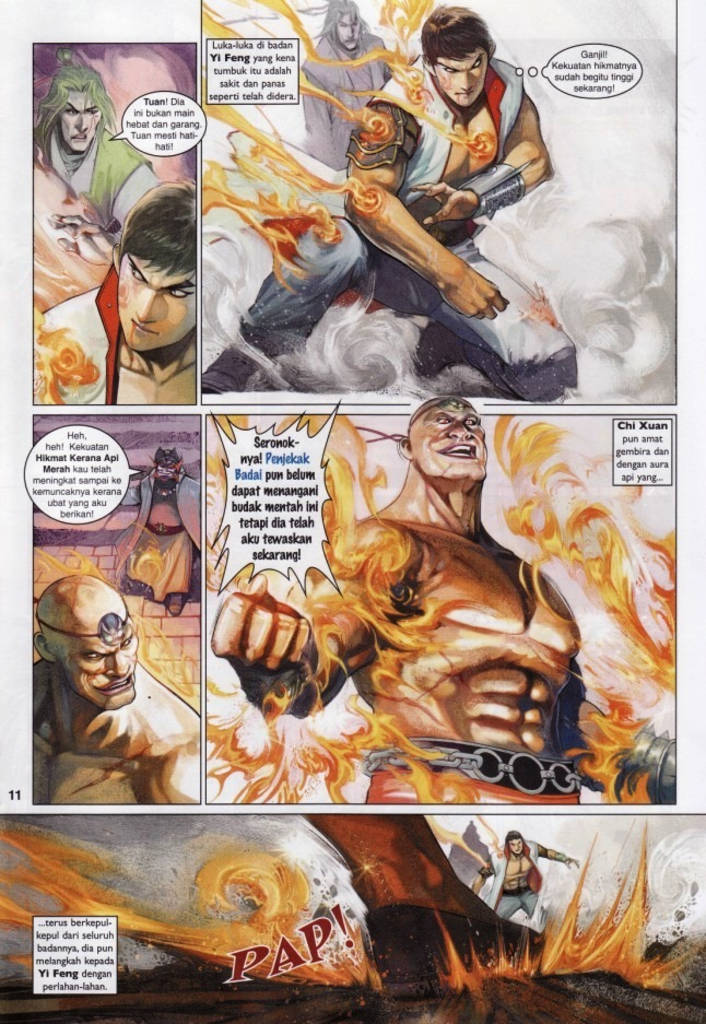 Tuan! Dia
ini bukan main
hebat dan garang.
Tuan mesti hati-
hati!
Luka-luka di badan
Yi Feng yang kena
tumbuk itu adalah
sakit dan panas
seperti telah didera.
Ganjil!
Kekuatan hikmatnya
sudah begitu tinggi
sekarang!
Heh,
heh! Kekuatan
Hikmat Kerana Api
Merah kau telah
meningkat sampai ke
kemuncaknya kerana
ubat yang aku
berikan!
Seronok-
nya! Penjekak
Badai pun belum
dapat menangani
budak mentah ini
tetapi dia telah
aku tewaskan
sekarang!
Chi Xuan
pun amat
gembira dan
dengan aura
api yang...
11
...terus berkepul-
kepul dari seluruh
badannya, dia pun
melangkah kepada
Yi Feng dengan
perlahan-lahan.
PAP!